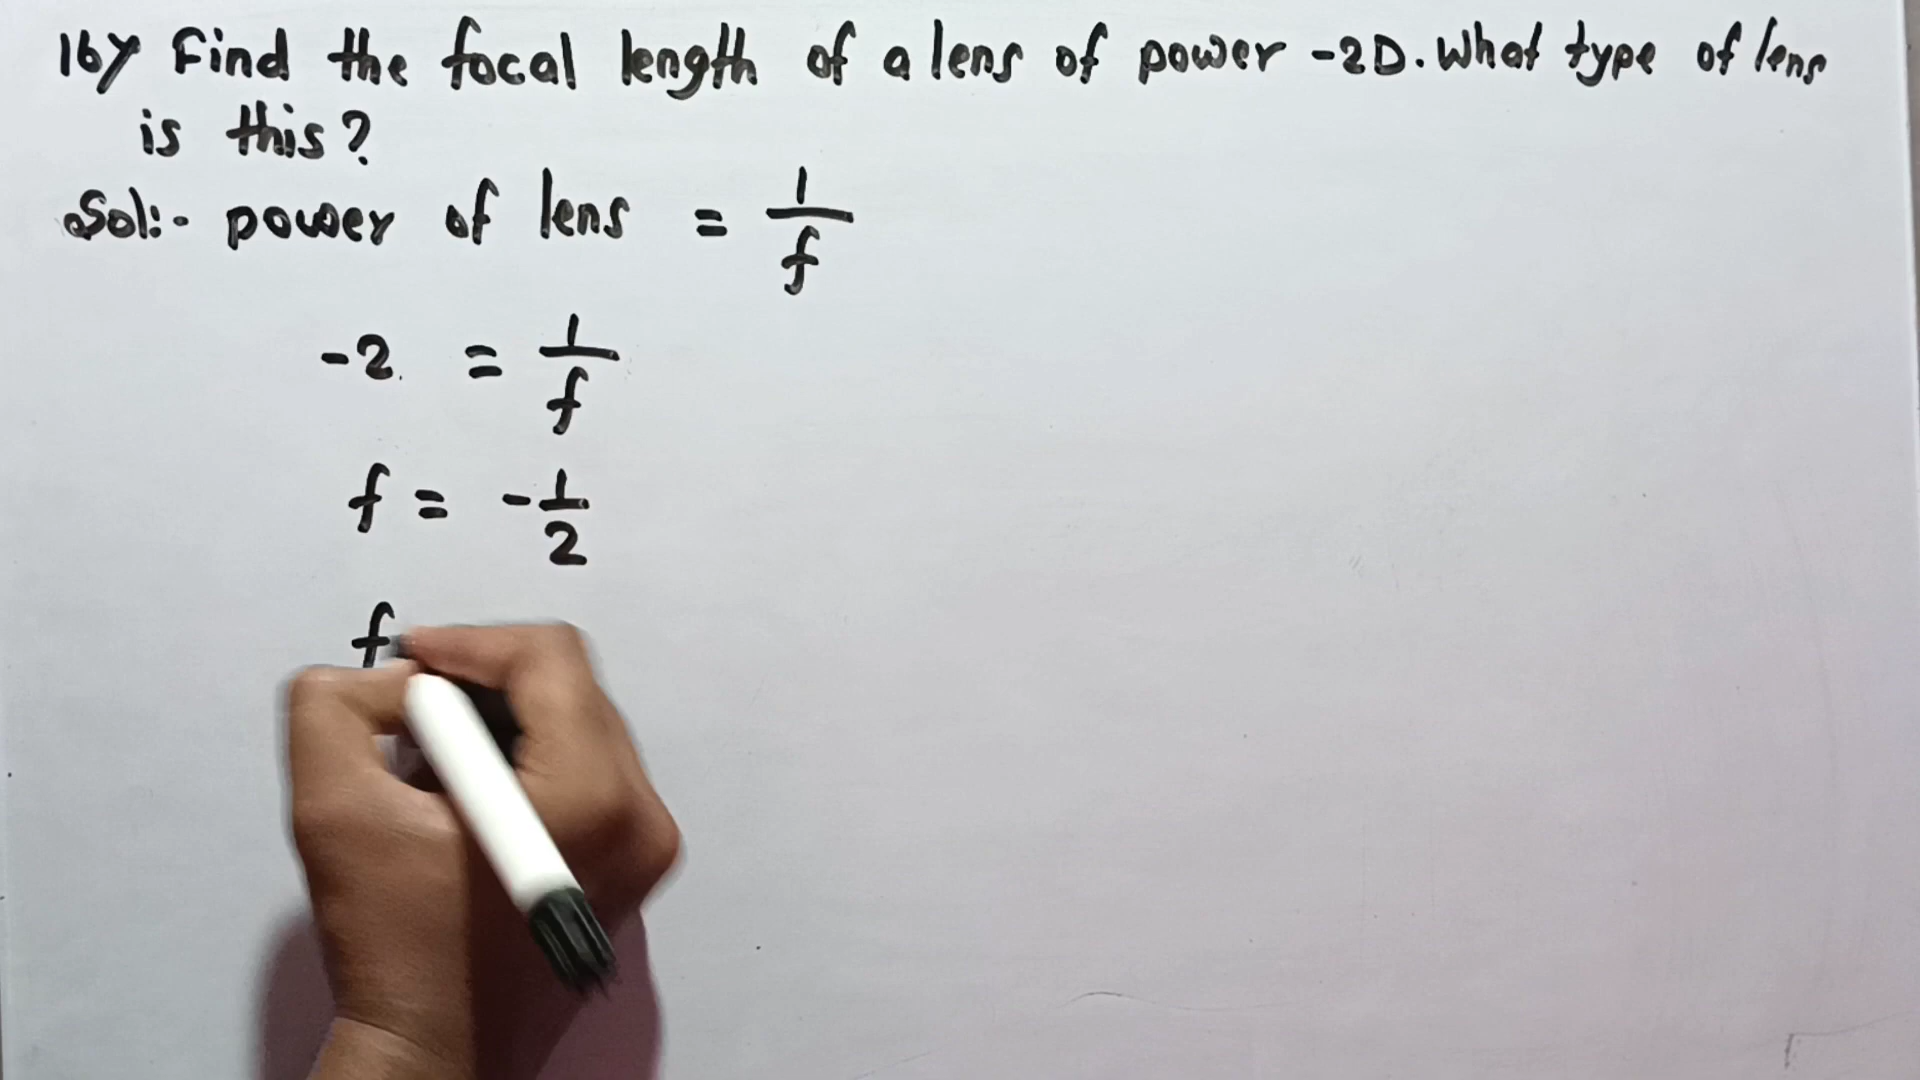 16) Find the focal length of a lens of power -2D. What type of lens
is this?
Sol:- power of lens = 1/f
-2 = 1/f
f = -1/2
f